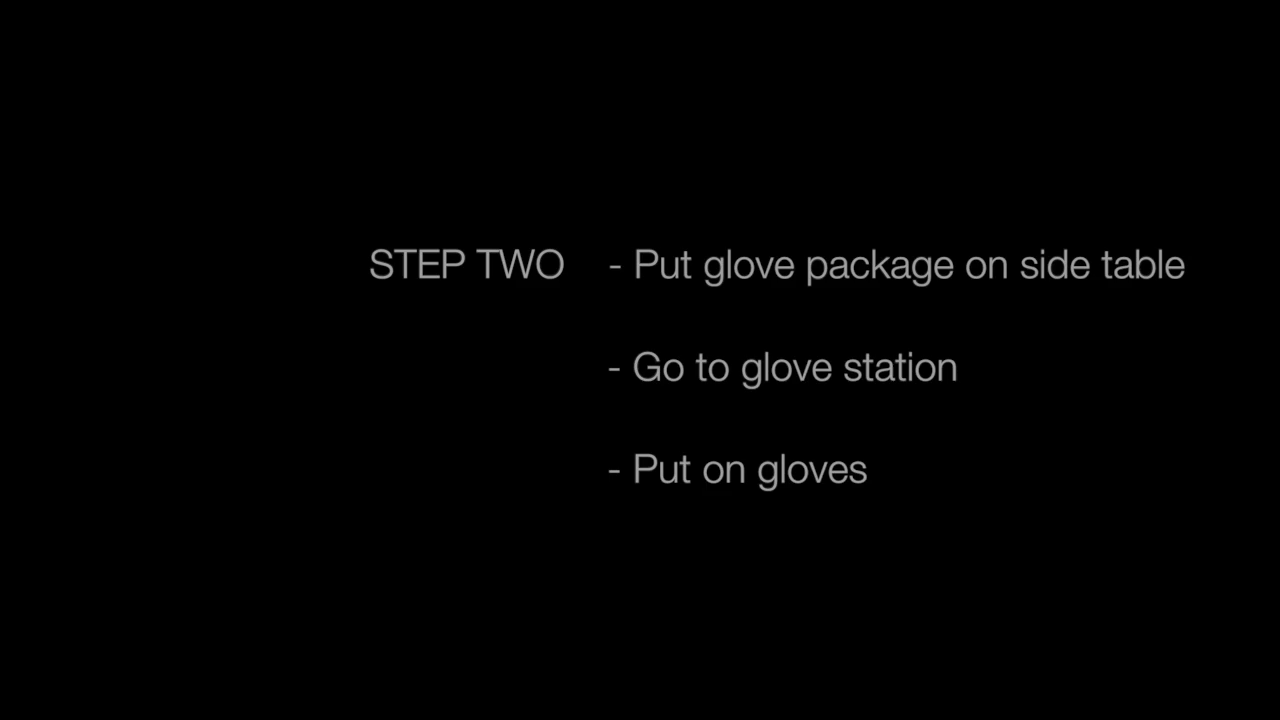 STEP TWO - Put glove package on side table
- Go to glove station
- Put on gloves